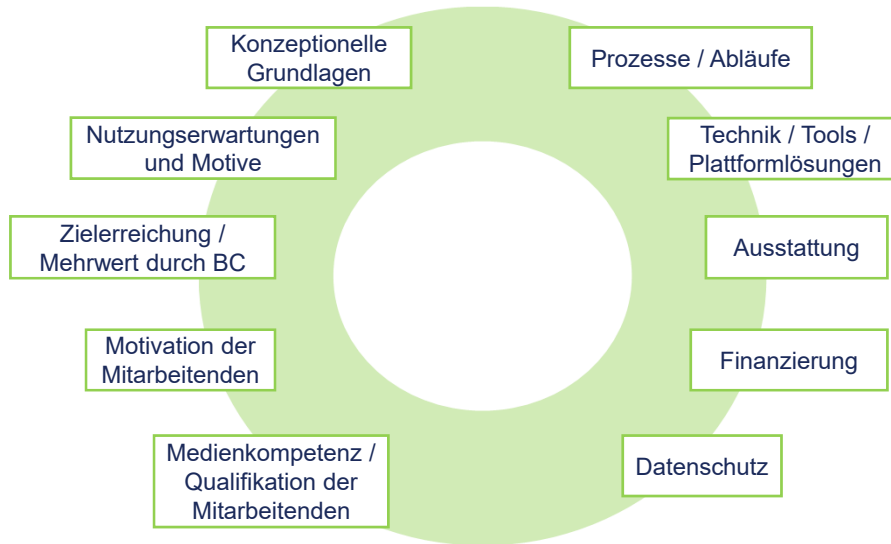 Konzeptionelle
Grundlagen
Prozesse / Abläufe
Nutzungserwartungen
und Motive
Technik / Tools /
Plattformlösungen
Zielerreichung /
Mehrwert durch BC
Ausstattung
Motivation der
Mitarbeitenden
Finanzierung
Medienkompetenz /
Qualifikation der
Mitarbeitenden
Datenschutz